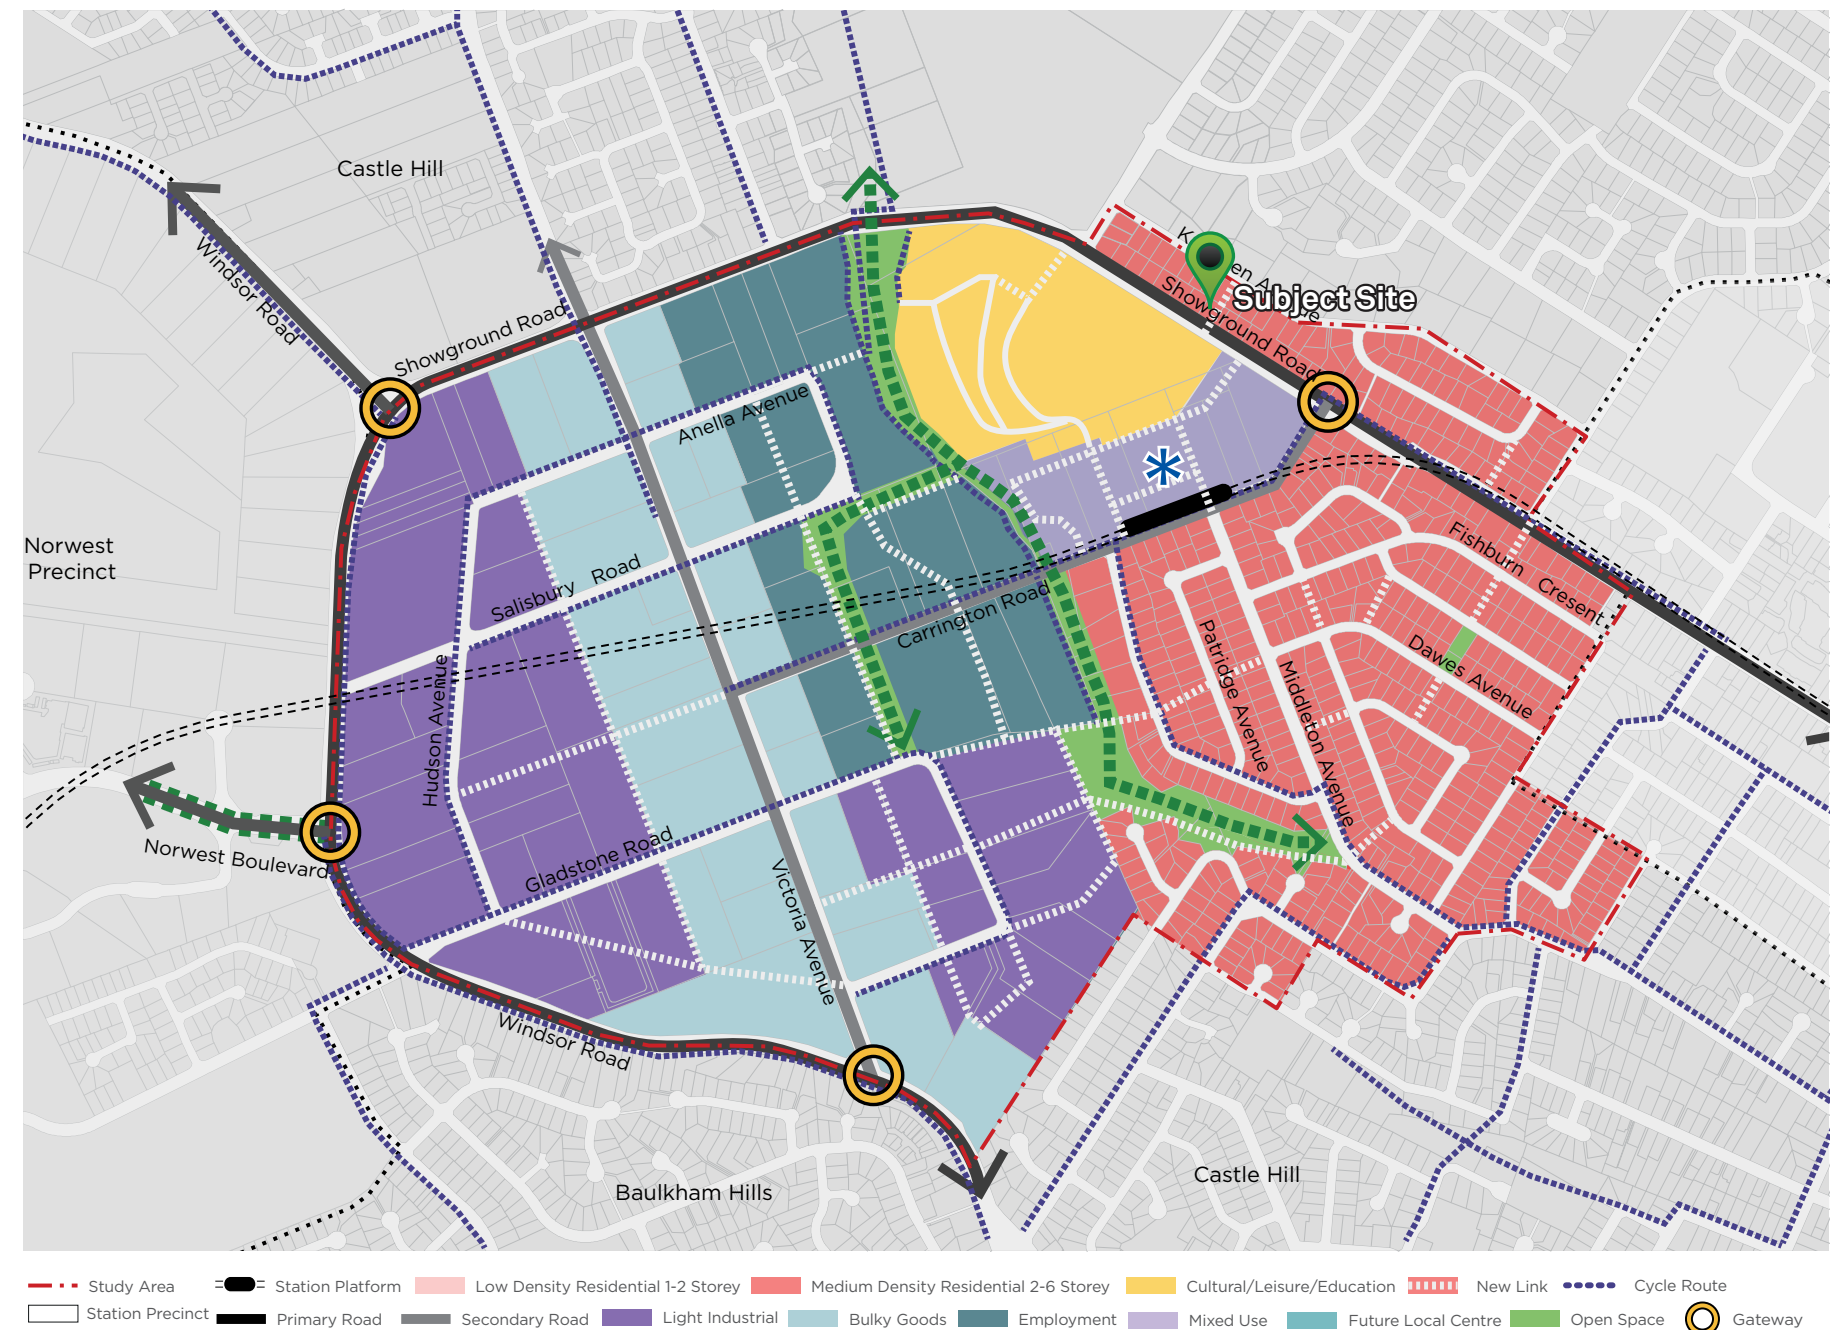 Castle Hill
Windsor Road
Showground Road
Showground Road
Subject Site
Anella Avenue
Norwest
Precinct
Salisbury Road
Carrington Road
Fishburn Cresent
Dawes Avenue
Patridge Avenue
Middleton Avenue
Hudson Avenue
Norwest Boulevard
Gladstone Road
Victoria Avenue
Windsor Road
Baulkham Hills
Castle Hill
Study Area
Station Platform
Low Density Residential 1-2 Storey
Medium Density Residential 2-6 Storey
Cultural/Leisure/Education
New Link
Cycle Route
Station Precinct
Primary Road
Secondary Road
Light Industrial
Bulky Goods
Employment
Mixed Use
Future Local Centre
Open Space
Gateway